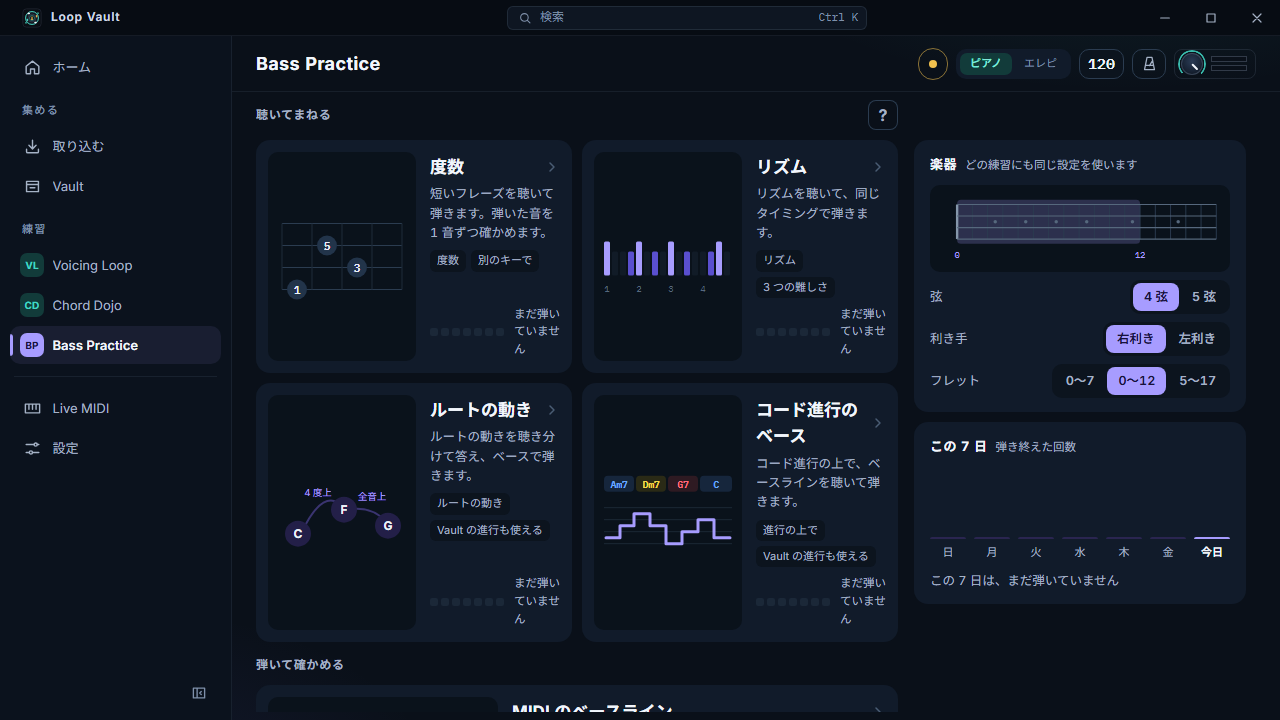 Loop Vault
検索
Ctrl K
ホーム
集める
取り込む
Vault
練習
VL Voicing Loop
CD Chord Dojo
BP Bass Practice
Live MIDI
設定
Bass Practice
ピアノ
エレピ
120
聴いてまねる
?
5
3
1
度数
短いフレーズを聴いて
弾きます。弾いた音を
1 音ずつ確かめます。
度数
別のキーで
まだ弾い
ていませ
ん
1 2 3 4
リズム
リズムを聴いて、同じ
タイミングで弾きま
す。
リズム
3 つの難しさ
まだ弾い
ていませ
ん
4 度上
全音上
C
F
G
ルートの動き
ルートの動きを聴き分
けて答え、ベースで弾
きます。
ルートの動き
Vault の進行も使える
まだ弾い
ていませ
ん
Am7 Dm7 G7 C
コード進行の
ベース
コード進行の上で、ベ
ースラインを聴いて弾
きます。
進行の上で
Vault の進行も使える
まだ弾い
ていませ
ん
弾いて確かめる
MIDI のベースライン
楽器 どの練習にも同じ設定を使います
0 12
弦
4 弦
5 弦
利き手
右利き
左利き
フレット
0〜7
0〜12
5〜17
この 7 日 弾き終えた回数
日 月 火 水 木 金 今日
この 7 日は、まだ弾いていません